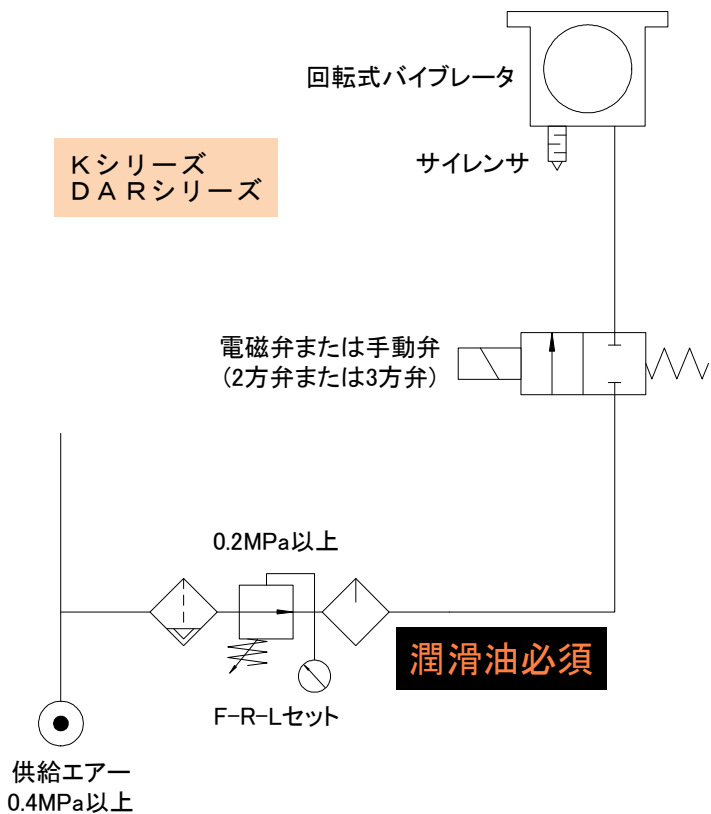 回転式バイブレータ
サイレンサ
Kシリーズ
DARシリーズ
電磁弁または手動弁
(2方弁または3方弁)
0.2MPa以上
潤滑油必須
F-R-Lセット
供給エアー
0.4MPa以上